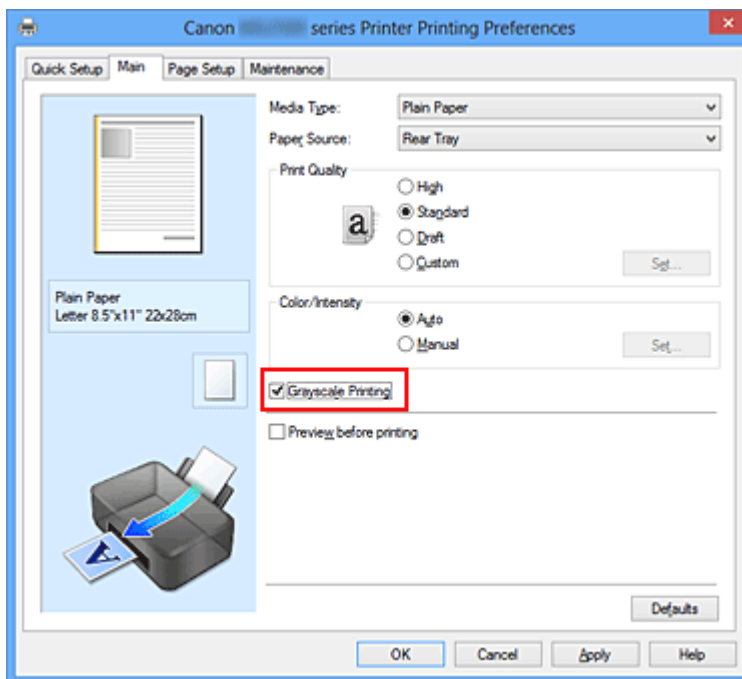 Canon series Printer Printing Preferences
Quick Setup Main Page Setup Maintenance
Media Type: Plain Paper
Paper Source: Rear Tray
Print Quality
High
a Standard
Draft
Custom Set...
Plain Paper
Letter 8.5"x11" 22x28cm
Color/Intensity
Auto
Manual Set...
Grayscale Printing
Preview before printing
A
Defaults
OK Cancel Apply Help